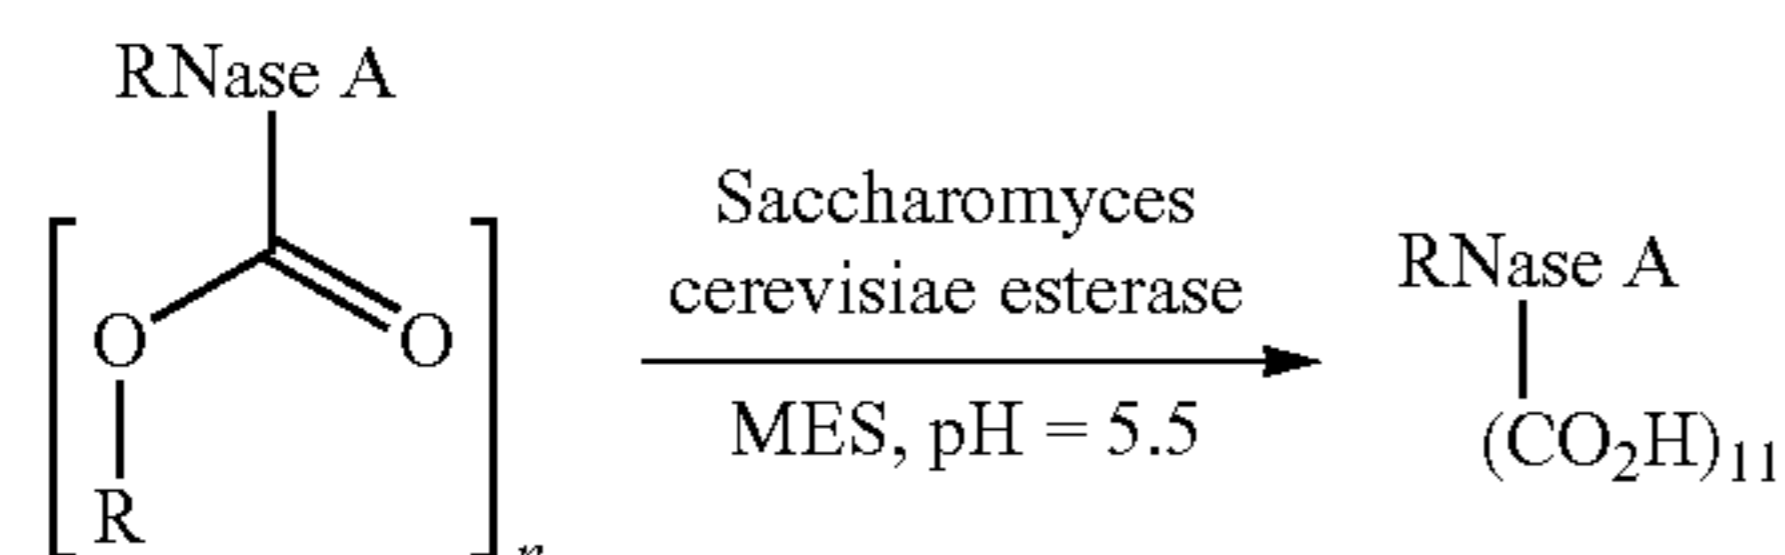 RNase A
O
O
R
n
Saccharomyces
cerevisiae esterase
MES, pH = 5.5
RNase A
(CO₂H)₁₁